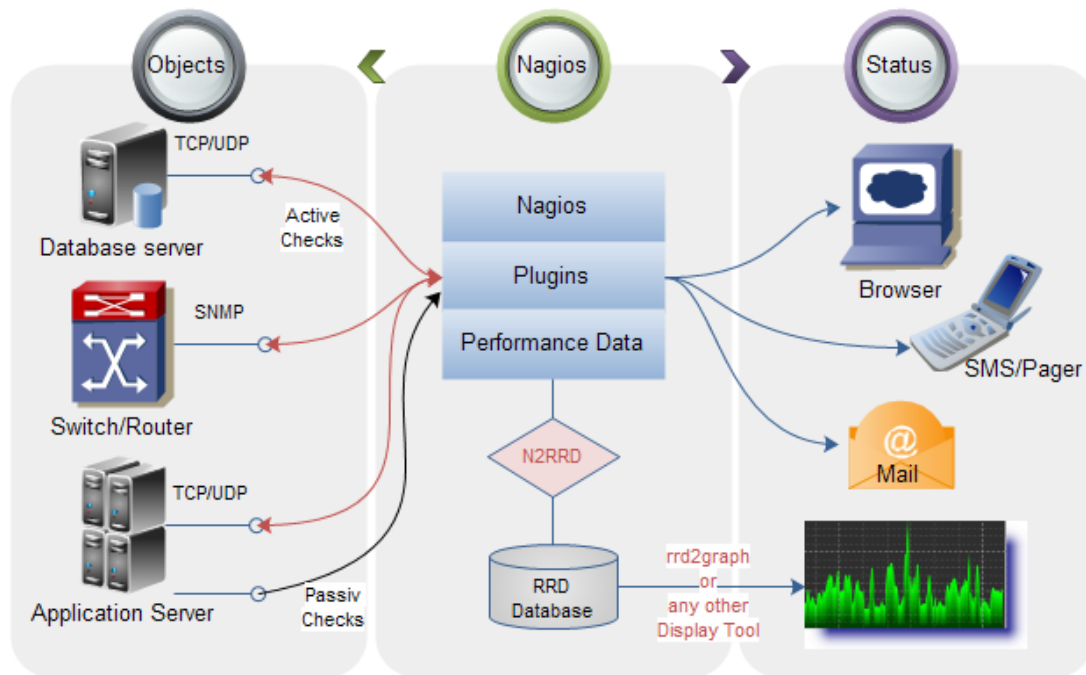 Objects
Nagios
Status
TCP/UDP
Active
Checks
Database server
SNMP
Switch/Router
TCP/UDP
Application Server
Passiv
Checks
Nagios
Plugins
Performance Data
N2RRD
RRD
Database
rrd2graph
or
any other
Display Tool
Browser
SMS/Pager
@
Mail